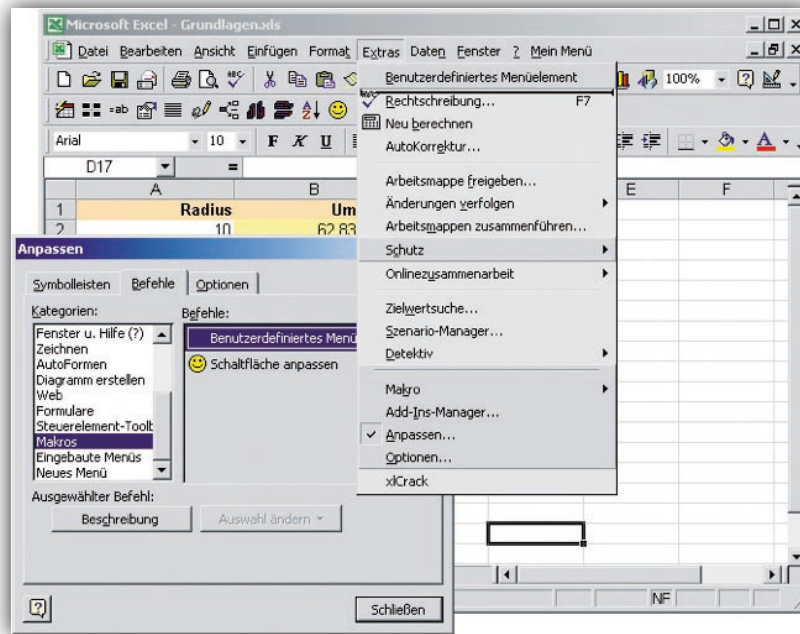 Microsoft Excel - Grundlagen.xls
Datei Bearbeiten Ansicht Einfügen Format Extras Daten Fenster ? Mein Menü
100%
ab
Arial 10 F K U
D17 =
A B E F
1 Radius Um
2 10 62,83
Benutzerdefiniertes Menüelement
Rechtschreibung... F7
Neu berechnen
AutoKorrektur...
Arbeitsmappe freigeben...
Änderungen verfolgen
Arbeitsmappen zusammenführen...
Schutz
Onlinezusammenarbeit
Zielwertsuche...
Szenario-Manager...
Detektiv
Makro
Add-Ins-Manager...
Anpassen...
Optionen...
xlCrack
Anpassen
Symbolleisten Befehle Optionen
Kategorien:
Fenster u. Hilfe (?)
Zeichnen
AutoFormen
Diagramm erstellen
Web
Formulare
Steuerelement-Toolb
Makros
Eingebaute Menüs
Neues Menü
Befehle:
Benutzerdefiniertes Menü
Schaltfläche anpassen
Ausgewählter Befehl:
Beschreibung Auswahl ändern
Schließen
NF